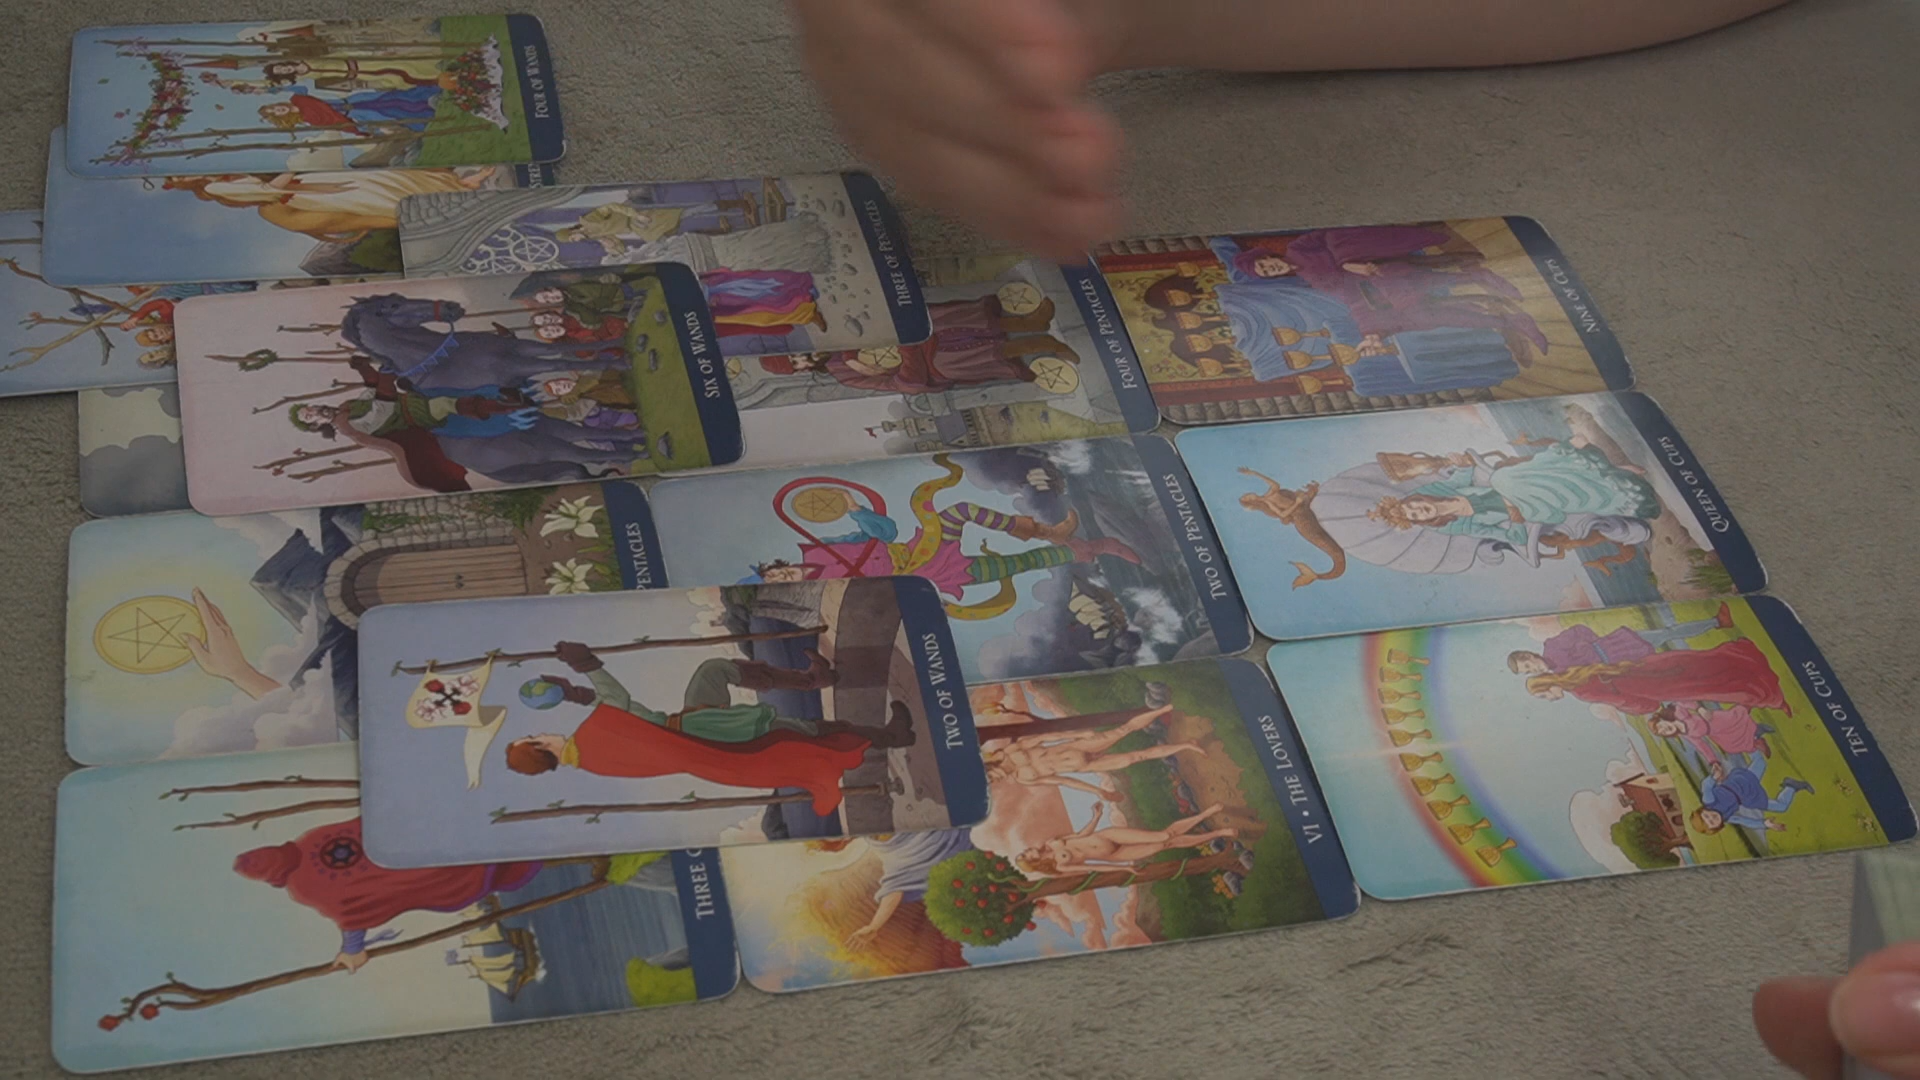 FOUR OF WANDS
STRE
THREE OF PENTACLES
SIX OF WANDS
FOUR OF PENTACLES
NINE OF CUPS
PENTACLES
TWO OF PENTACLES
QUEEN OF CUPS
TWO OF WANDS
THREE
VI • THE LOVERS
TEN OF CUPS